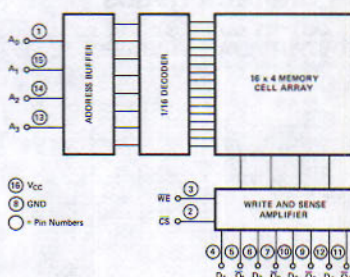 A0 1
A1 15
A2 14
A3 13
ADDRESS BUFFER
1/16 DECODER
16 x 4 MEMORY
CELL ARRAY
16 VCC
8 GND
= Pin Numbers
WE 3
CS 2
WRITE AND SENSE
AMPLIFIER
4 5 6 7 10 9 12 11